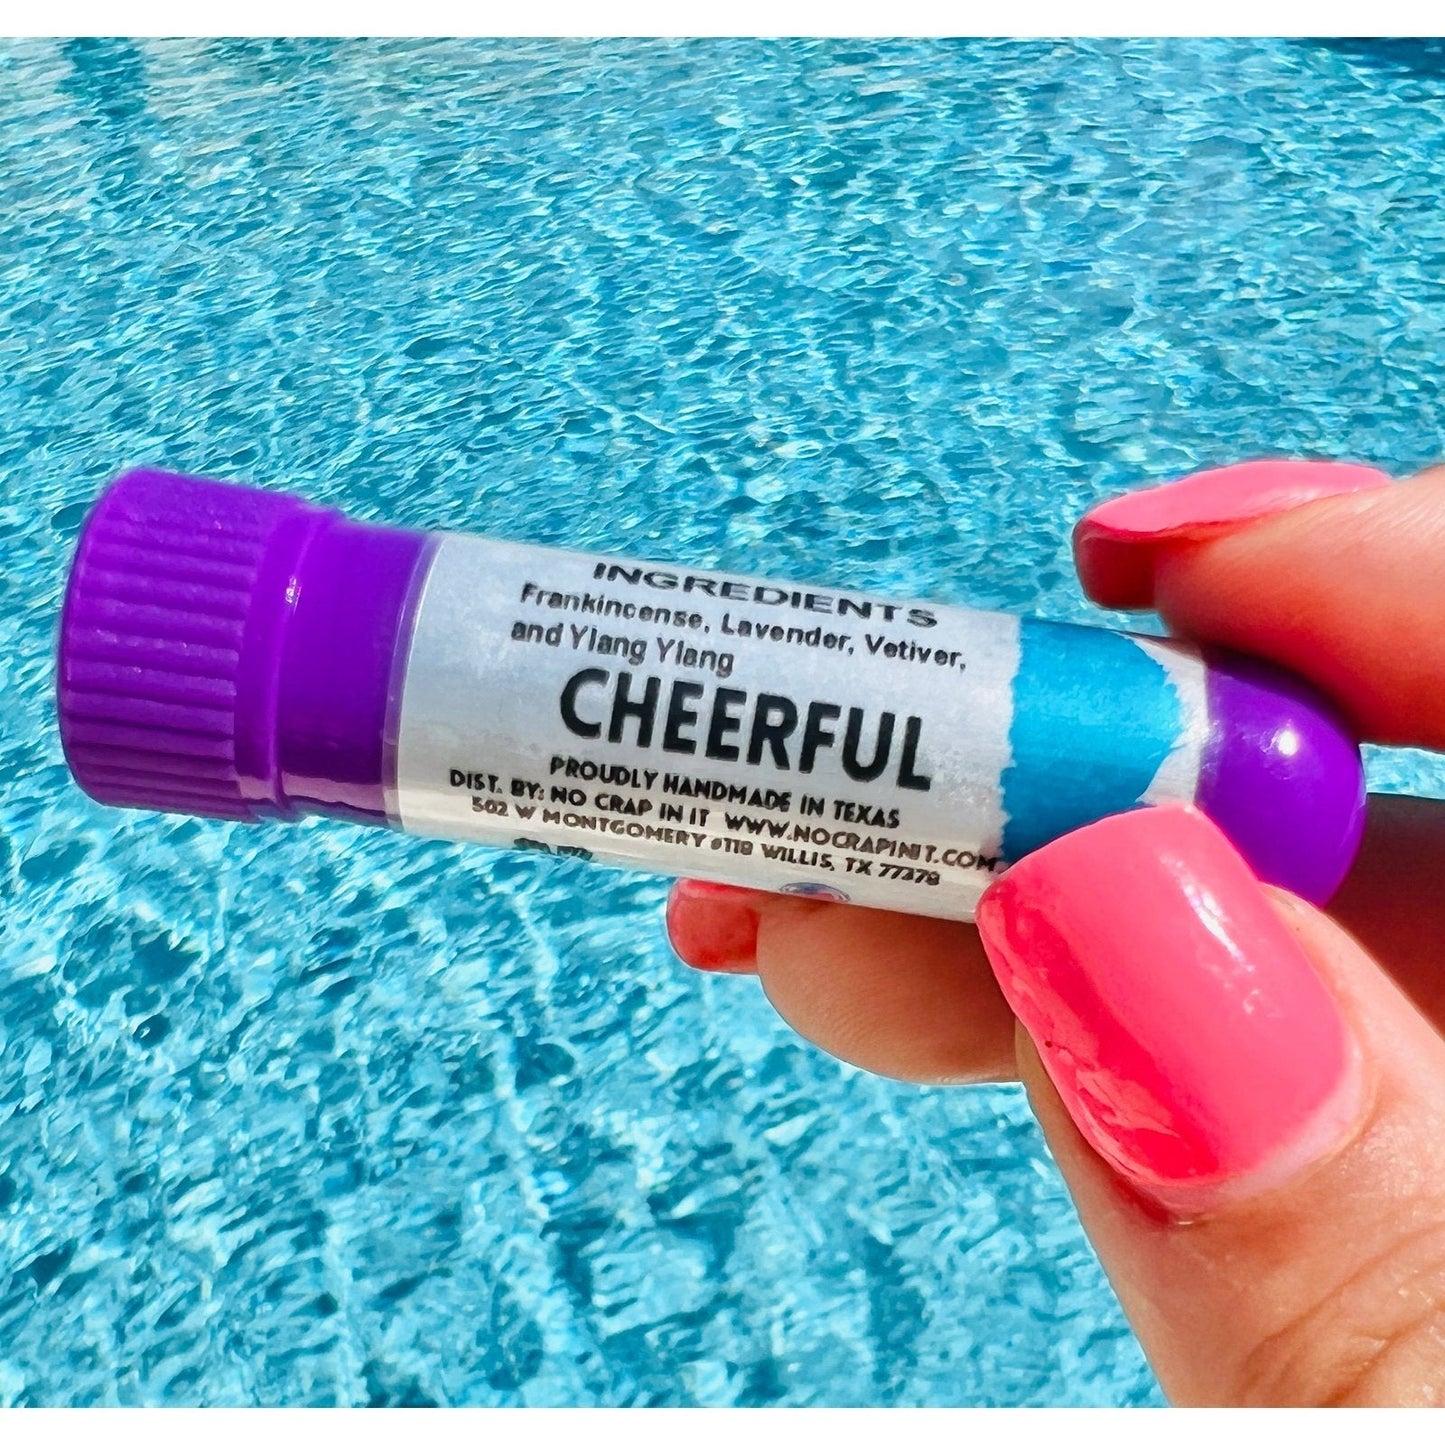 INGREDIENTS
Frankincense, Lavender, Vetiver,
and Ylang Ylang
CHEERFUL
PROUDLY HANDMADE IN TEXAS
DIST. BY: NO CRAP IN IT WWW.NOCRAPINIT.COM
502 W MONTGOMERY #118 WILLIS, TX 77378